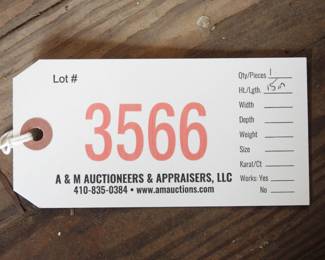 Lot #
3566
A & M AUCTIONEERS & APPRAISERS, LLC
410-835-0384 • www.amauctions.com
Qty/Pieces 1
Ht./Lgth. 15in
Width
Depth
Weight
Size
Karat/Ct
Works: Yes
No